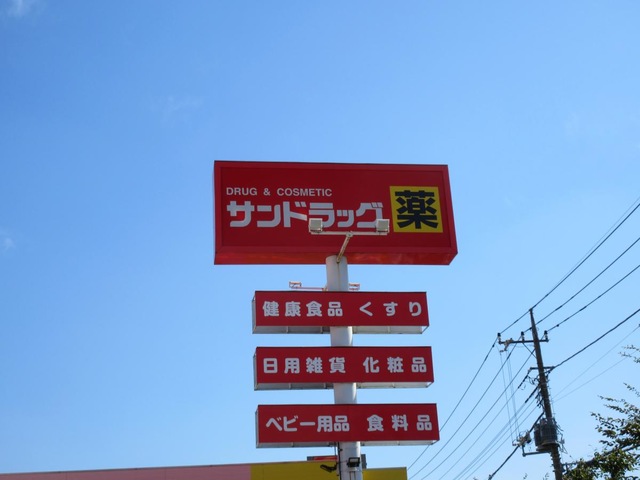 DRUG & COSMETIC
サンドラッグ 薬
健康食品 くすり
日用雑貨 化粧品
ベビー用品 食料品